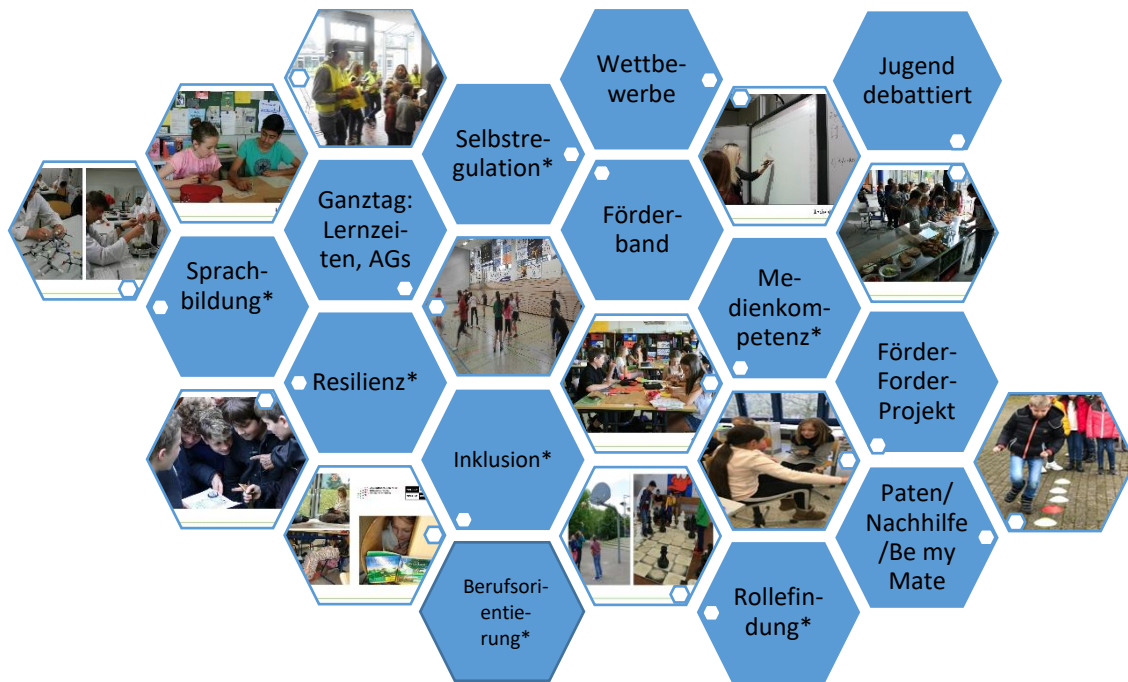 Wettbe-
werbe
Jugend
debattiert
Selbstre-
gulation*
Ganztag:
Lernzei-
ten, AGs
Förder-
band
Sprach-
bildung*
Me-
dienkom-
petenz*
Resilienz*
Förder-
Forder-
Projekt
Inklusion*
Paten/
Nachhilfe
/Be my
Mate
Berufsori-
entie-
rung*
Rollefin-
dung*